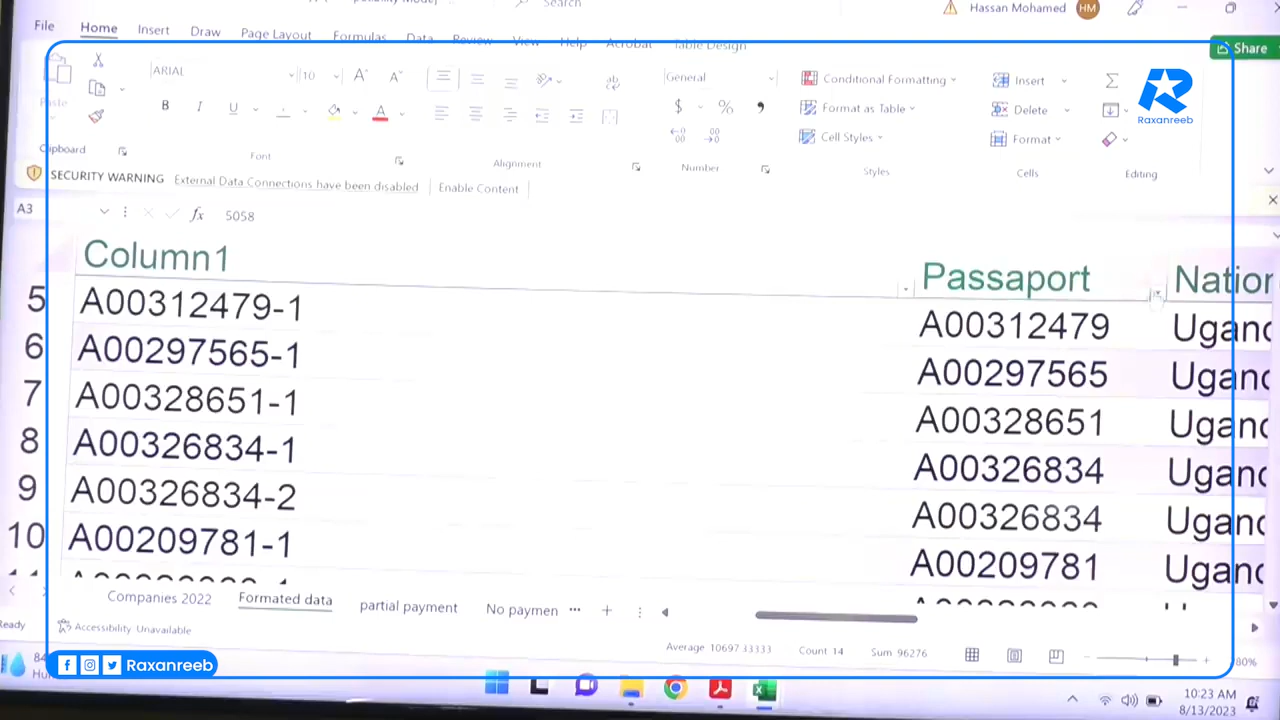 Search
Hassan Mohamed HM
File Home Insert Draw Page Layout Formulas Data Review View Help Acrobat Table Design
Share
ARIAL 10
General
Conditional Formatting
Insert
Paste
B I U A
$ %
Format as Table
Delete
Raxanreeb
Cell Styles
Format
Clipboard Font Alignment Number Styles Cells Editing
SECURITY WARNING External Data Connections have been disabled Enable Content
A3 fx 5058
Column1 Passaport
5 A00312479-1 A00312479
6 A00297565-1 A00297565
7 A00328651-1 A00328651
8 A00326834-1 A00326834
9 A00326834-2 A00326834
10 A00209781-1 A00209781
Companies 2022 Formated data partial payment No paymen ...
Accessibility Unavailable
Average 10697 33333 Count 14 Sum 96276
80%
Raxanreeb
10:23 AM
8/13/2023